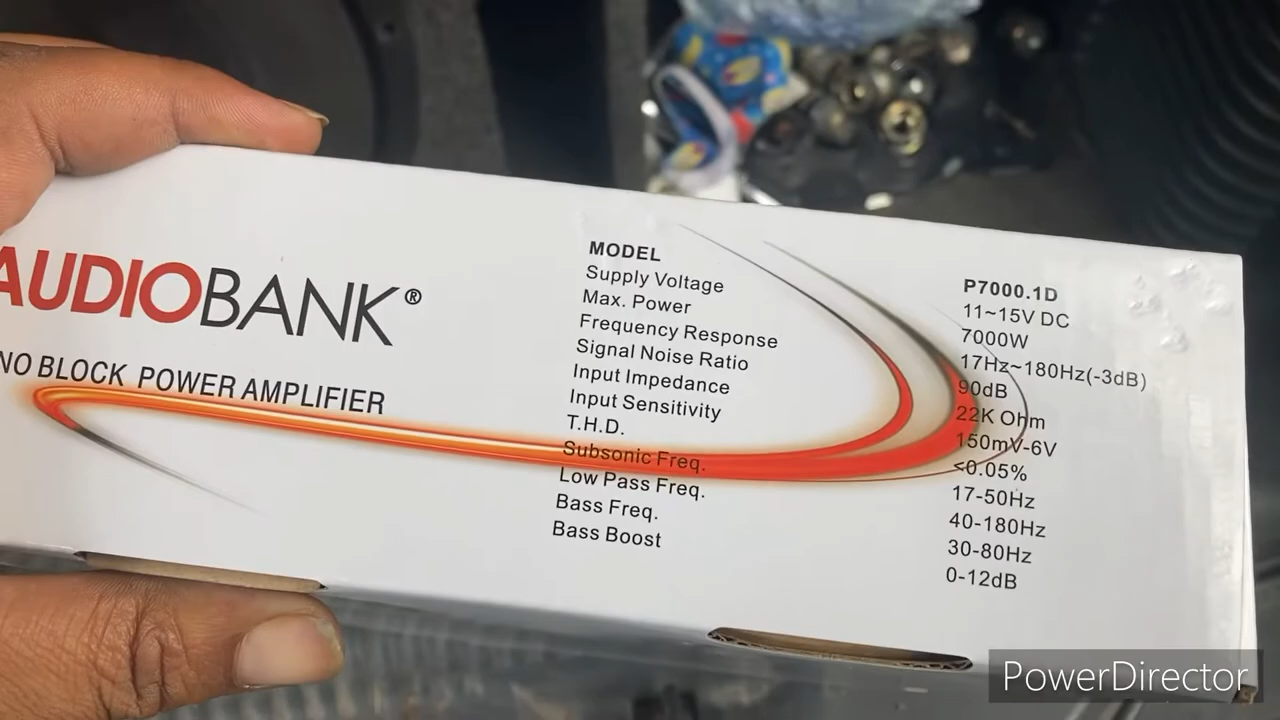 AUDIOBANK®
NO BLOCK POWER AMPLIFIER
MODEL P7000.1D
Supply Voltage 11~15V DC
Max. Power 7000W
Frequency Response 17Hz~180Hz(-3dB)
Signal Noise Ratio 90dB
Input Impedance 22K Ohm
Input Sensitivity 150mV-6V
T.H.D. <0.05%
Subsonic Freq. 17-50Hz
Low Pass Freq. 40-180Hz
Bass Freq. 30-80Hz
Bass Boost 0-12dB
PowerDirector